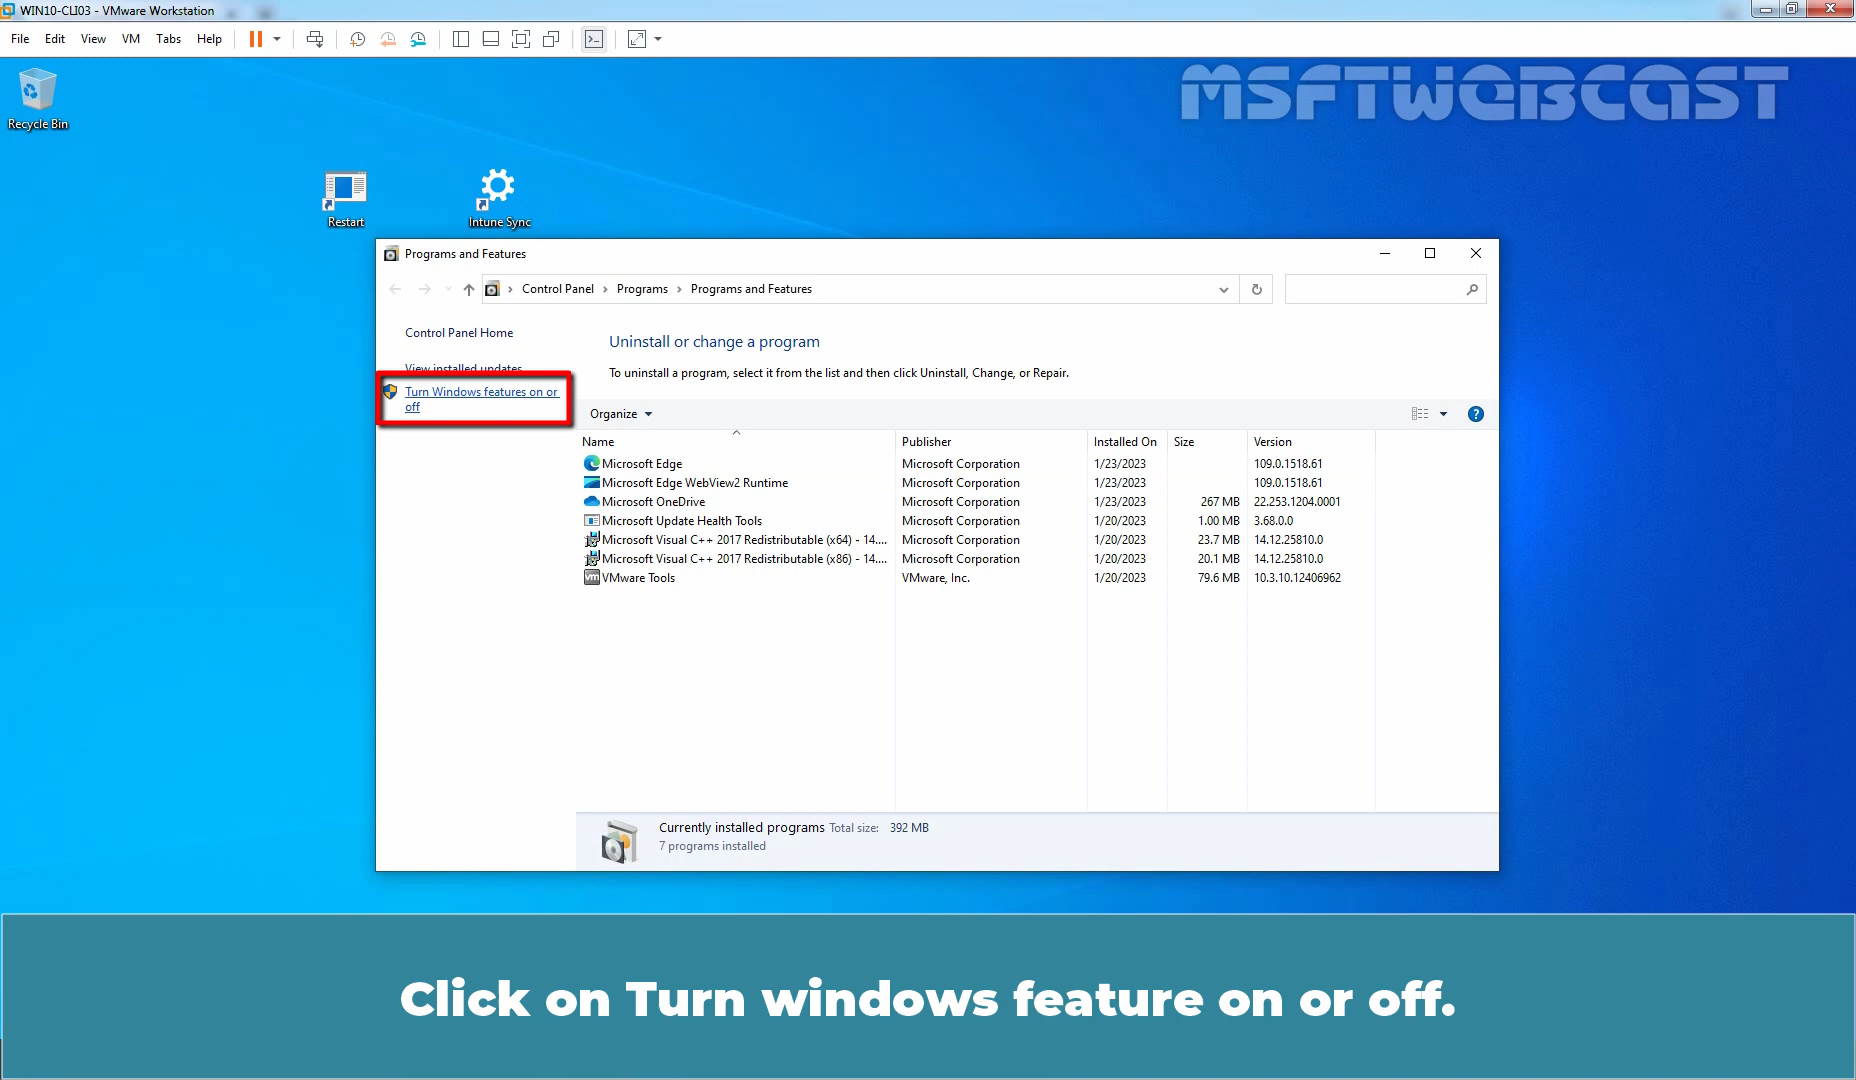 WIN10-CLI03 - VMware Workstation
File Edit View VM Tabs Help
MSFTWEBCAST
Recycle Bin
Restart
Intune Sync
Programs and Features
Control Panel > Programs > Programs and Features
Control Panel Home
View installed updates
Turn Windows features on or
off
Uninstall or change a program
To uninstall a program, select it from the list and then click Uninstall, Change, or Repair.
Organize
Name Publisher Installed On Size Version
Microsoft Edge Microsoft Corporation 1/23/2023 109.0.1518.61
Microsoft Edge WebView2 Runtime Microsoft Corporation 1/23/2023 109.0.1518.61
Microsoft OneDrive Microsoft Corporation 1/23/2023 267 MB 22.253.1204.0001
Microsoft Update Health Tools Microsoft Corporation 1/20/2023 1.00 MB 3.68.0.0
Microsoft Visual C++ 2017 Redistributable (x64) - 14.... Microsoft Corporation 1/20/2023 23.7 MB 14.12.25810.0
Microsoft Visual C++ 2017 Redistributable (x86) - 14.... Microsoft Corporation 1/20/2023 20.1 MB 14.12.25810.0
vm VMware Tools VMware, Inc. 1/20/2023 79.6 MB 10.3.10.12406962
Currently installed programs Total size: 392 MB
7 programs installed
Click on Turn windows feature on or off.